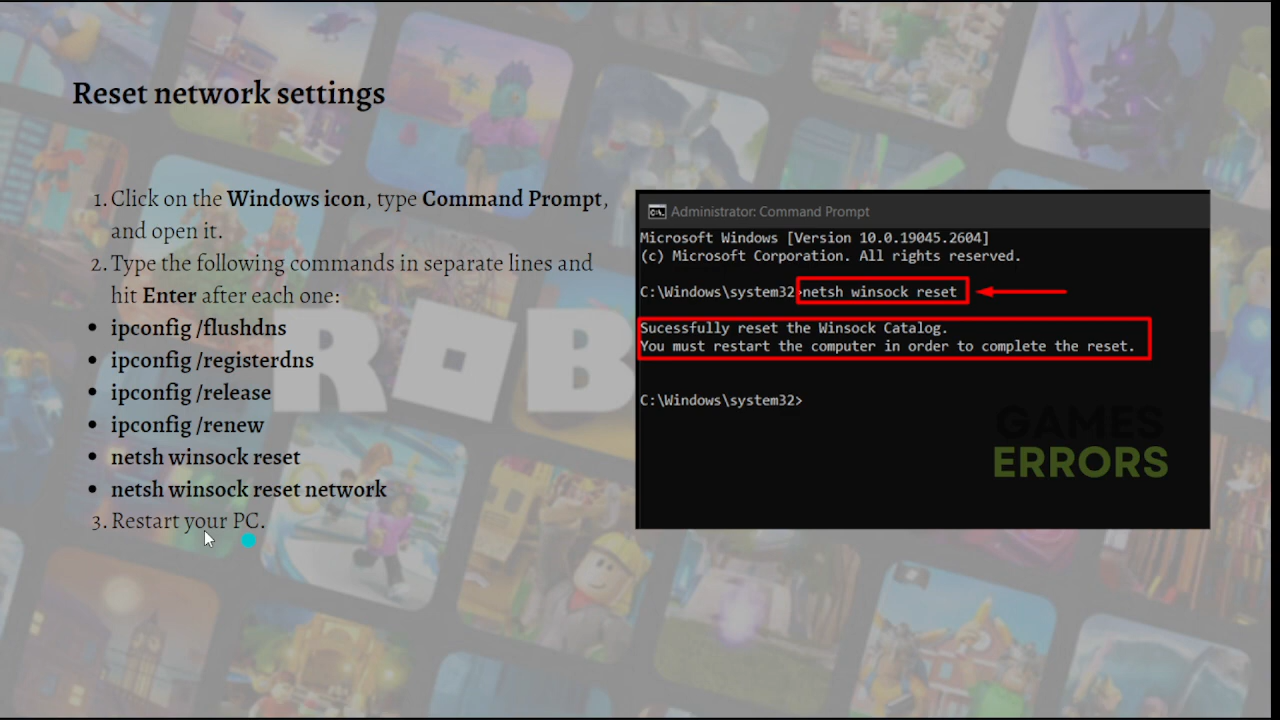 Reset network settings
1. Click on the Windows icon, type Command Prompt,
and open it.
2. Type the following commands in separate lines and
hit Enter after each one:
• ipconfig /flushdns
• ipconfig /registerdns
• ipconfig /release
• ipconfig /renew
• netsh winsock reset
• netsh winsock reset network
3. Restart your PC.
ROB
Administrator: Command Prompt
Microsoft Windows [Version 10.0.19045.2604]
(c) Microsoft Corporation. All rights reserved.
C:\Windows\system32>netsh winsock reset
Sucessfully reset the Winsock Catalog.
You must restart the computer in order to complete the reset.
C:\Windows\system32>
GAMES
ERRORS